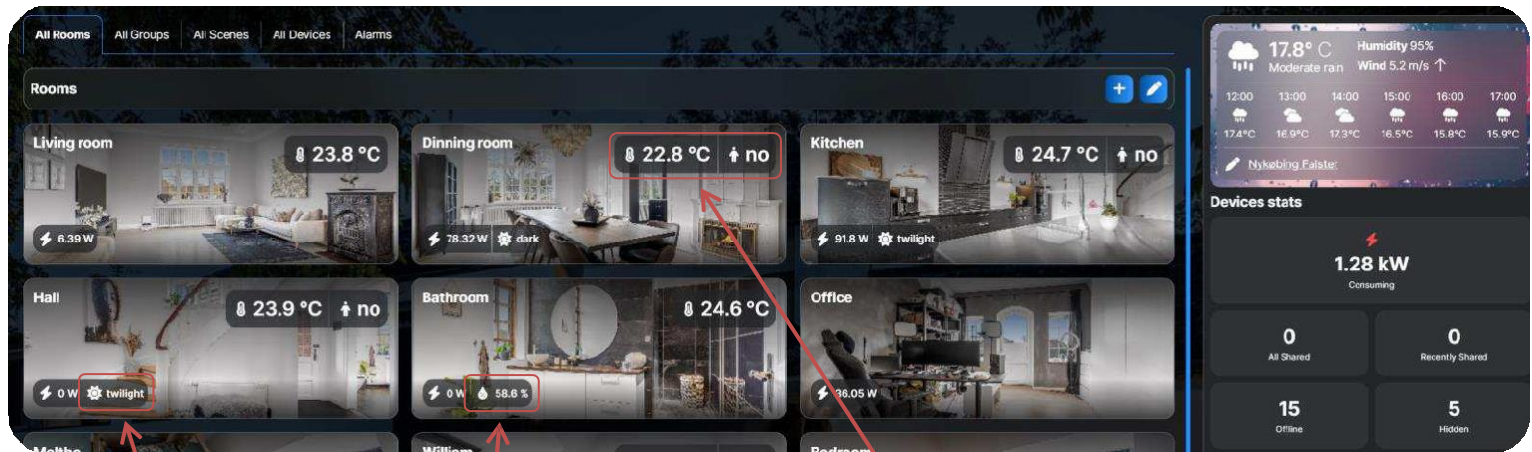 All Rooms
All Groups
All Scenes
All Devices
Alarms
Rooms
Living room
23.8 °C
6.39 W
Dinning room
22.8 °C
no
78.32 W
dark
Kitchen
24.7 °C
no
91.8 W
twilight
Hall
23.9 °C
no
0 W
twilight
Bathroom
24.6 °C
0 W
58.6 %
Office
36.05 W
Malthe
William
Bedroom
17.8° C
Moderate rain
Humidity 95%
Wind 5.2 m/s
12:00 13:00 14:00 15:00 16:00 17:00
17.4°C 16.9°C 17.3°C 16.5°C 15.8°C 15.9°C
Nykøbing Falster
Devices stats
1.28 kW
Consuming
0
All Shared
0
Recently Shared
15
Offline
5
Hidden